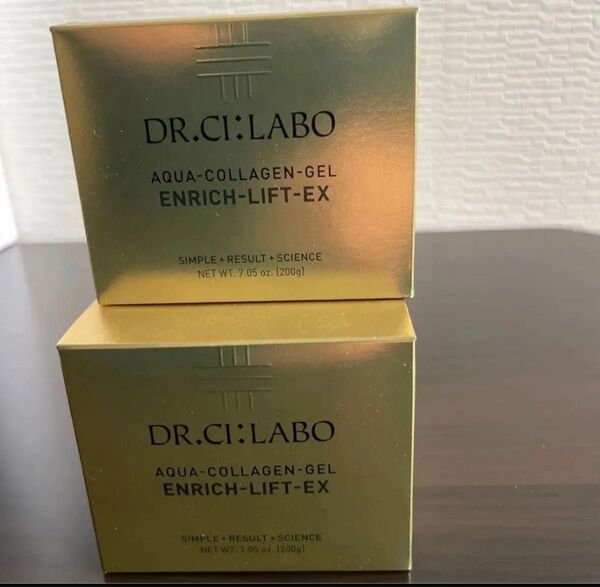 DR.CI:LABO
AQUA-COLLAGEN-GEL
ENRICH-LIFT-EX
SIMPLE + RESULT + SCIENCE
NET WT. 7.05 oz. [200g]
DR.CI:LABO
AQUA-COLLAGEN-GEL
ENRICH-LIFT-EX
SIMPLE + RESULT + SCIENCE
NET WT. 7.05 oz. [200g]